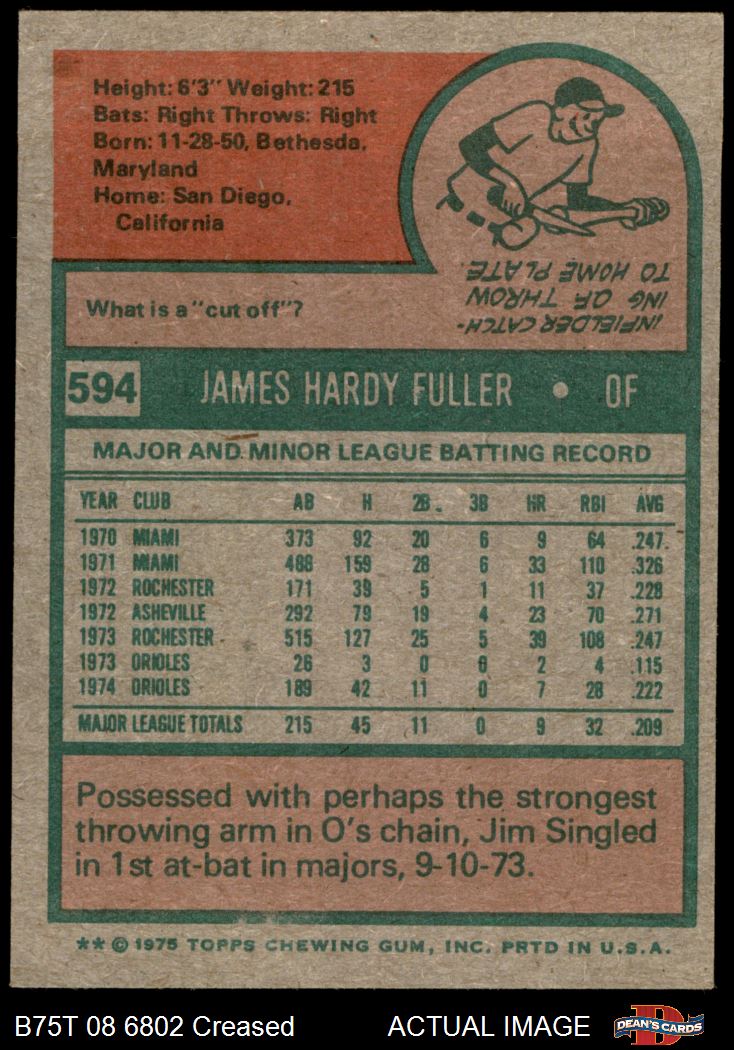 Height: 6'3" Weight: 215
Bats: Right Throws: Right
Born: 11-28-50, Bethesda,
Maryland
Home: San Diego,
California
What is a "cut off"?
INFIELDER CATCH-
ING OF THROW
TO HOME PLATE.
594 JAMES HARDY FULLER • OF
MAJOR AND MINOR LEAGUE BATTING RECORD
YEAR CLUB AB H 2B 3B HR RBI AVG
1970 MIAMI 373 92 20 6 9 64 .247
1971 MIAMI 488 159 28 6 33 110 .326
1972 ROCHESTER 171 39 5 1 11 37 .228
1972 ASHEVILLE 292 79 19 4 23 70 .271
1973 ROCHESTER 515 127 25 5 39 108 .247
1973 ORIOLES 26 3 0 0 2 4 .115
1974 ORIOLES 189 42 11 0 7 28 .222
MAJOR LEAGUE TOTALS 215 45 11 0 9 32 .209
Possessed with perhaps the strongest
throwing arm in O's chain, Jim Singled
in 1st at-bat in majors, 9-10-73.
** © 1975 TOPPS CHEWING GUM, INC. PRTD IN U.S.A.
B75T 08 6802 Creased ACTUAL IMAGE DEAN'S CARDS